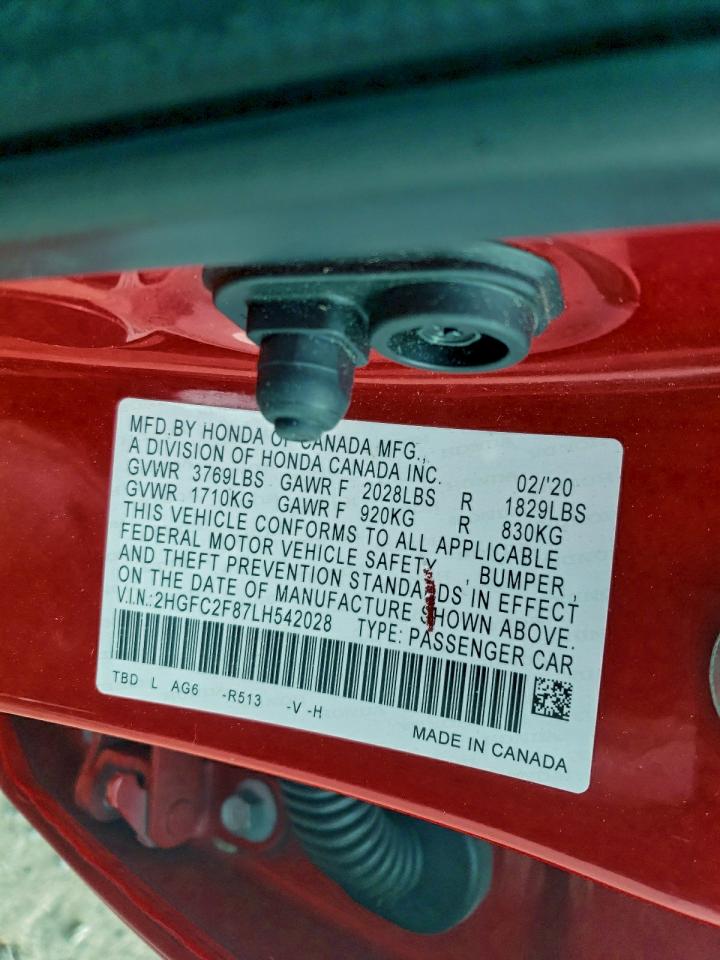 MFD.BY HONDA OF CANADA MFG.,
A DIVISION OF HONDA CANADA INC. 02/'20
GVWR 3769LBS GAWR F 2028LBS R 1829LBS
GVWR 1710KG GAWR F 920KG R 830KG
THIS VEHICLE CONFORMS TO ALL APPLICABLE
FEDERAL MOTOR VEHICLE SAFETY , BUMPER ,
AND THEFT PREVENTION STANDARDS IN EFFECT
ON THE DATE OF MANUFACTURE SHOWN ABOVE.
V.I.N.:2HGFC2F87LH542028 TYPE: PASSENGER CAR
TBD L AG6 -R513 -V -H
MADE IN CANADA